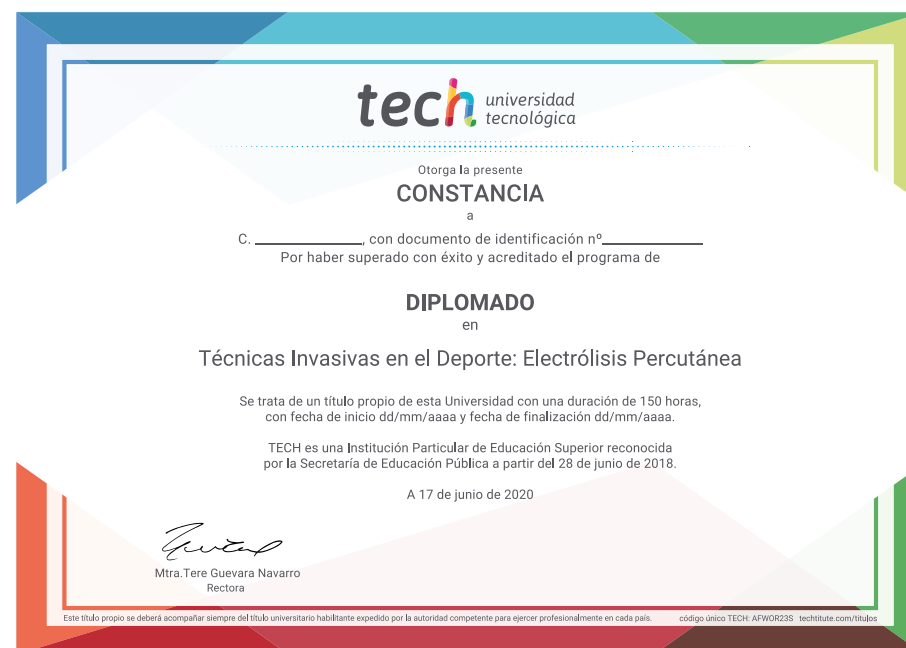 tech universidad
tecnológica
Otorga la presente
CONSTANCIA
a
C. ____________, con documento de identificación nº____________
Por haber superado con éxito y acreditado el programa de
DIPLOMADO
en
Técnicas Invasivas en el Deporte: Electrólisis Percutánea
Se trata de un título propio de esta Universidad con una duración de 150 horas,
con fecha de inicio dd/mm/aaaa y fecha de finalización dd/mm/aaaa.
TECH es una Institución Particular de Educación Superior reconocida
por la Secretaría de Educación Pública a partir del 28 de junio de 2018.
A 17 de junio de 2020
Mtra.Tere Guevara Navarro
Rectora
Este título propio se deberá acompañar siempre del título universitario habilitante expedido por la autoridad competente para ejercer profesionalmente en cada país. código único TECH: AFWOR23S techtitute.com/titulos